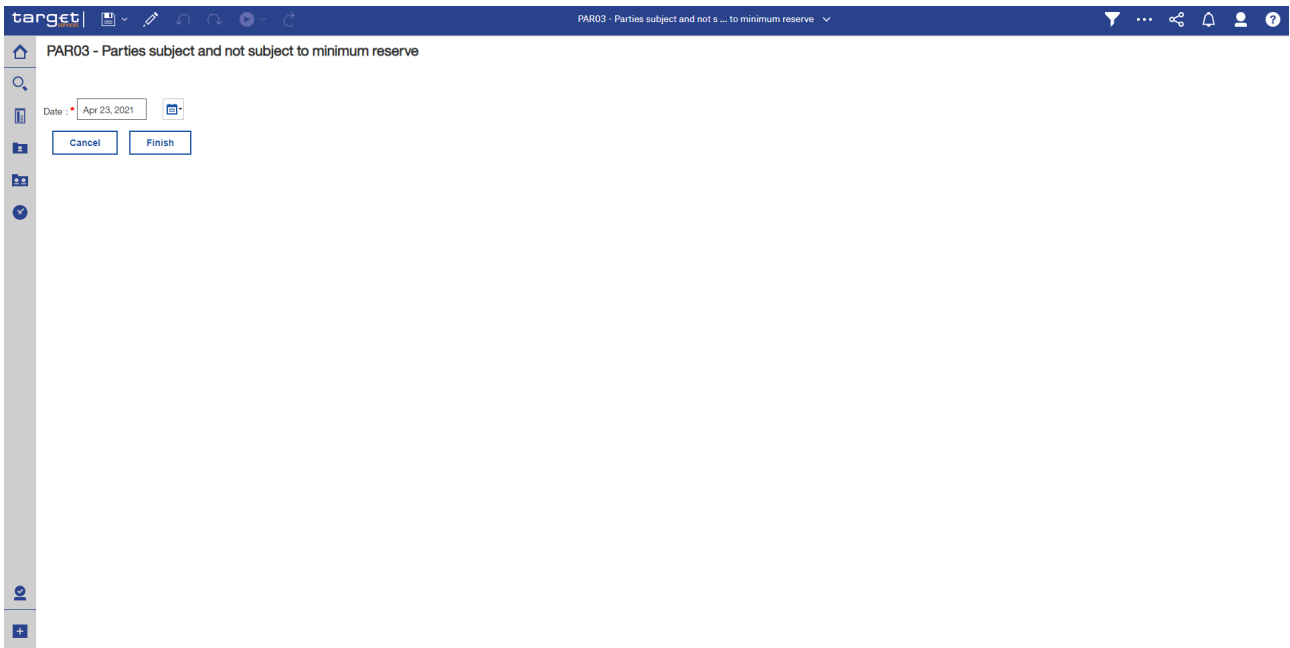 target|
services
PAR03 - Parties subject and not s ... to minimum reserve
PAR03 - Parties subject and not subject to minimum reserve
Date : * Apr 23, 2021
Cancel Finish